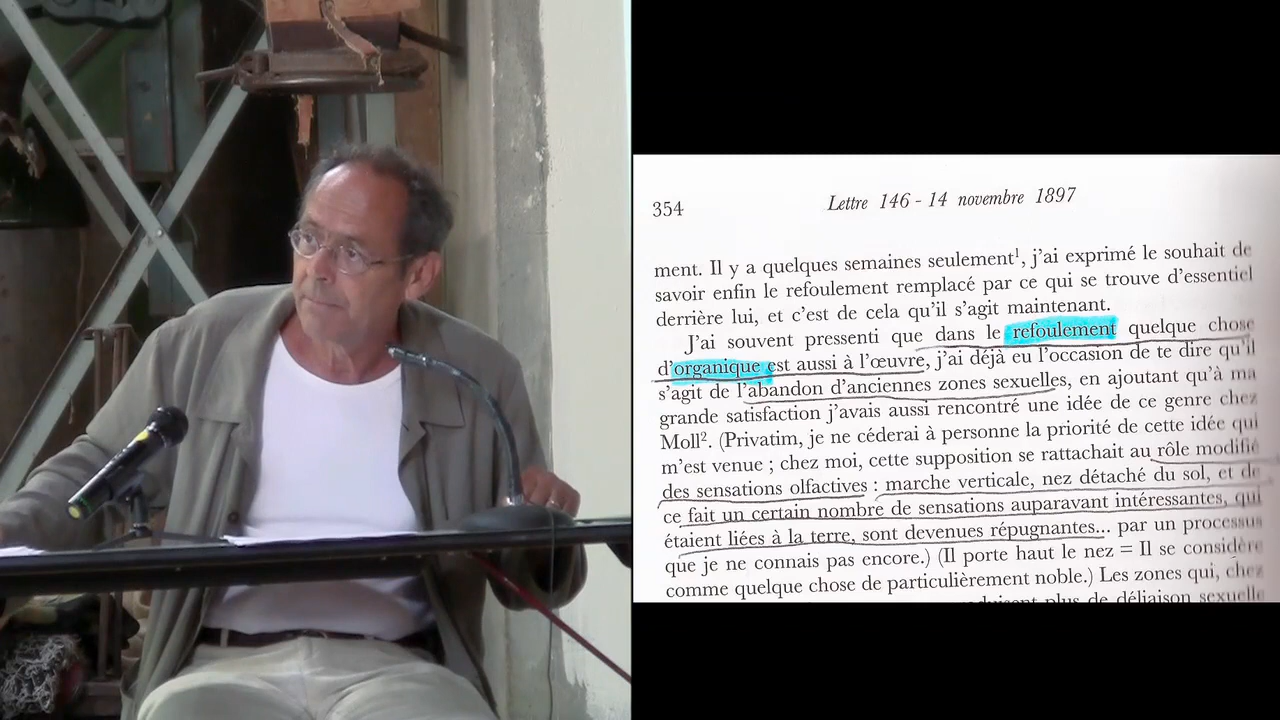 354
Lettre 146 - 14 novembre 1897
ment. Il y a quelques semaines seulement¹, j'ai exprimé le souhait de
savoir enfin le refoulement remplacé par ce qui se trouve d'essentiel
derrière lui, et c'est de cela qu'il s'agit maintenant.
J'ai souvent pressenti que dans le refoulement quelque chose
d'organique est aussi à l'œuvre, j'ai déjà eu l'occasion de te dire qu'il
s'agit de l'abandon d'anciennes zones sexuelles, en ajoutant qu'à ma
grande satisfaction j'avais aussi rencontré une idée de ce genre chez
Moll². (Privatim, je ne céderai à personne la priorité de cette idée qui
m'est venue ; chez moi, cette supposition se rattachait au rôle modifié
des sensations olfactives : marche verticale, nez détaché du sol, et de
ce fait un certain nombre de sensations auparavant intéressantes, qui
étaient liées à la terre, sont devenues répugnantes... par un processus
que je ne connais pas encore.) (Il porte haut le nez = Il se considère
comme quelque chose de particulièrement noble.) Les zones qui, chez
plus de déliaison sexuelle